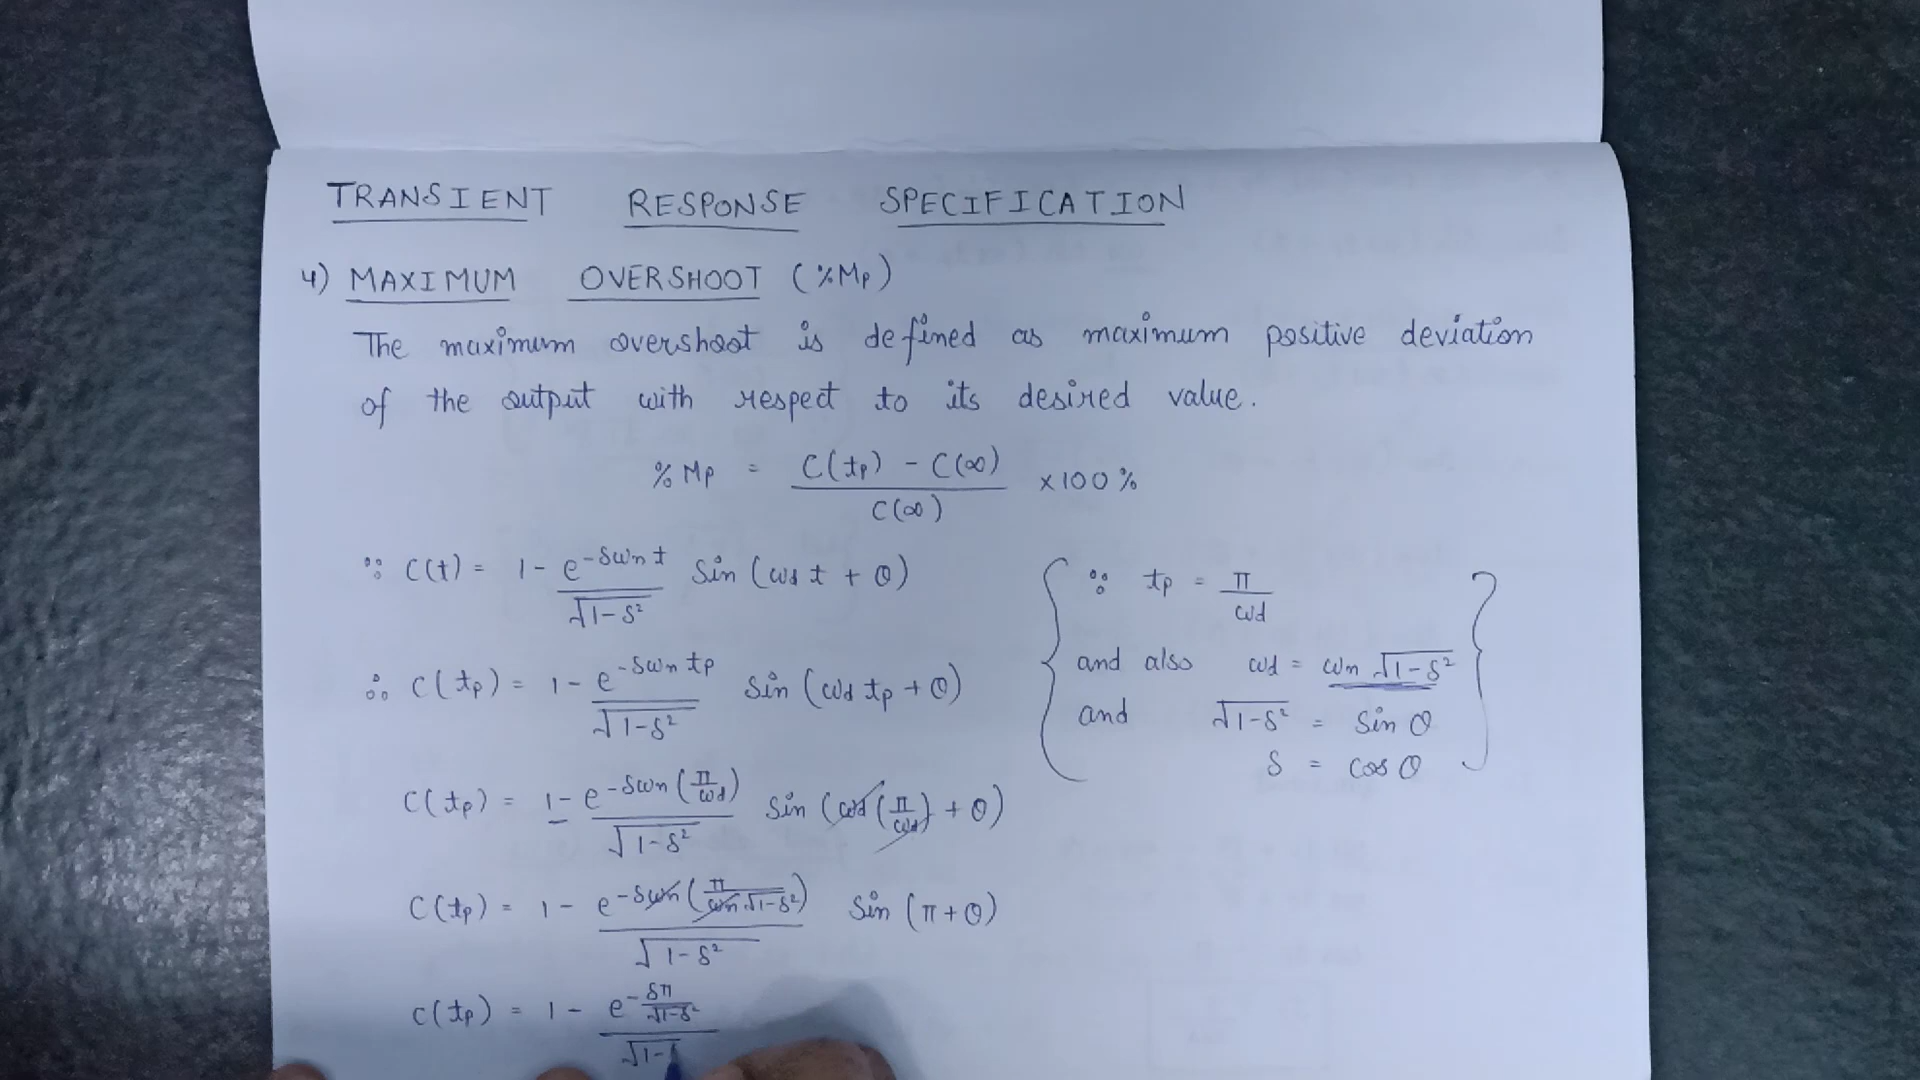 TRANSIENT RESPONSE SPECIFICATION
4) MAXIMUM OVERSHOOT (%Mp)
The maximum overshoot is defined as maximum positive deviation
of the output with respect to its desired value.
%Mp = (C(tp) - C(∞)) / C(∞) ×100%
∵ C(t) = 1 - e^(-δωn t) / √(1-δ²) Sin (ωd t + θ)
∴ C(tp) = 1 - e^(-δωn tp) / √(1-δ²) Sin (ωd tp + θ)
C(tp) = 1 - e^(-δωn (π/ωd)) / √(1-δ²) Sin (ωd (π/ωd) + θ)
C(tp) = 1 - e^(-δωn (π/(ωn √(1-δ²)))) / √(1-δ²) Sin (π + θ)
C(tp) = 1 - e^(-δπ/√(1-δ²)) / √1-
{ ∵ tp = π/ωd
and also ωd = ωn √(1-δ²)
and √(1-δ²) = Sin θ
δ = cos θ }